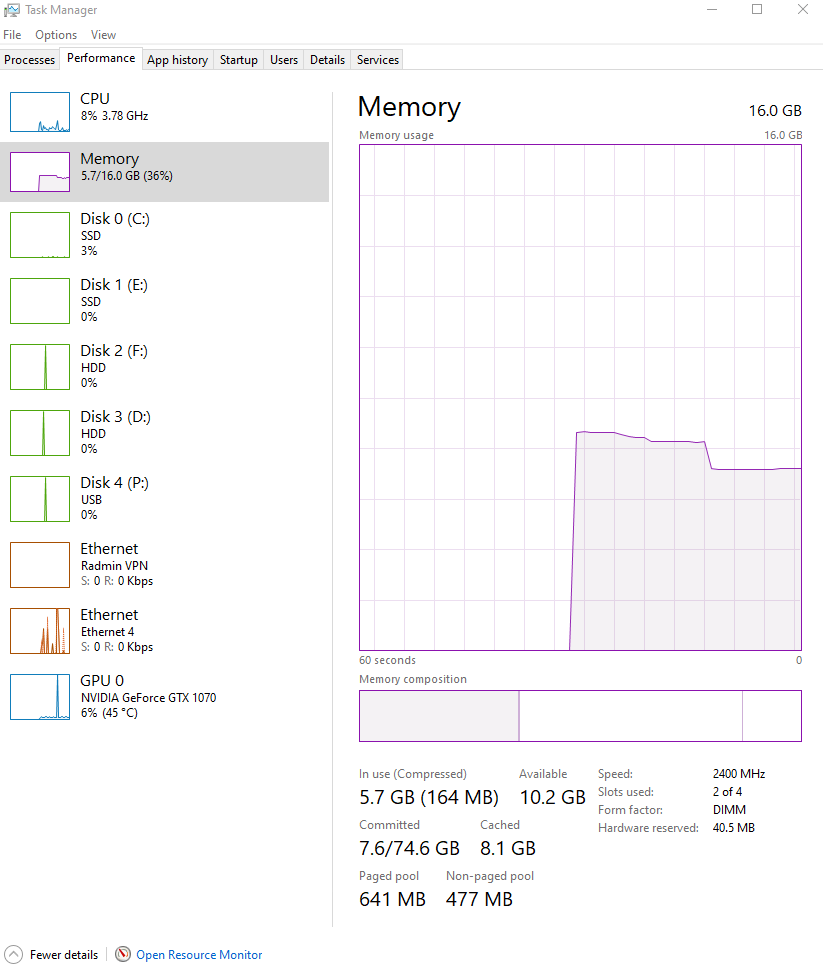 Task Manager
File Options View
Processes Performance App history Startup Users Details Services
CPU
8% 3.78 GHz
Memory
5.7/16.0 GB (36%)
Disk 0 (C:)
SSD
3%
Disk 1 (E:)
SSD
0%
Disk 2 (F:)
HDD
0%
Disk 3 (D:)
HDD
0%
Disk 4 (P:)
USB
0%
Ethernet
Radmin VPN
S: 0 R: 0 Kbps
Ethernet
Ethernet 4
S: 0 R: 0 Kbps
GPU 0
NVIDIA GeForce GTX 1070
6% (45 °C)
Memory 16.0 GB
Memory usage 16.0 GB
60 seconds 0
Memory composition
In use (Compressed) Available
5.7 GB (164 MB) 10.2 GB
Committed Cached
7.6/74.6 GB 8.1 GB
Paged pool Non-paged pool
641 MB 477 MB
Speed: 2400 MHz
Slots used: 2 of 4
Form factor: DIMM
Hardware reserved: 40.5 MB
Fewer details Open Resource Monitor